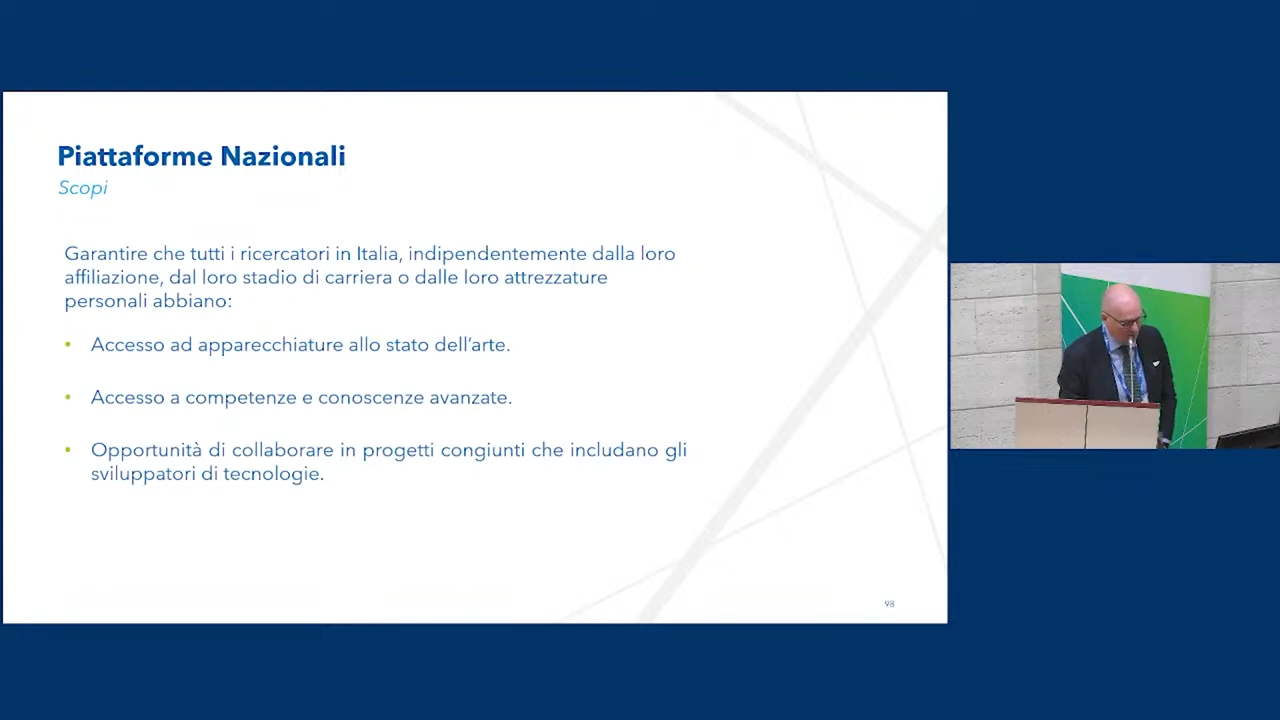 Piattaforme Nazionali
Scopi
Garantire che tutti i ricercatori in Italia, indipendentemente dalla loro
affiliazione, dal loro stadio di carriera o dalle loro attrezzature
personali abbiano:
• Accesso ad apparecchiature allo stato dell'arte.
• Accesso a competenze e conoscenze avanzate.
• Opportunità di collaborare in progetti congiunti che includano gli
sviluppatori di tecnologie.
98